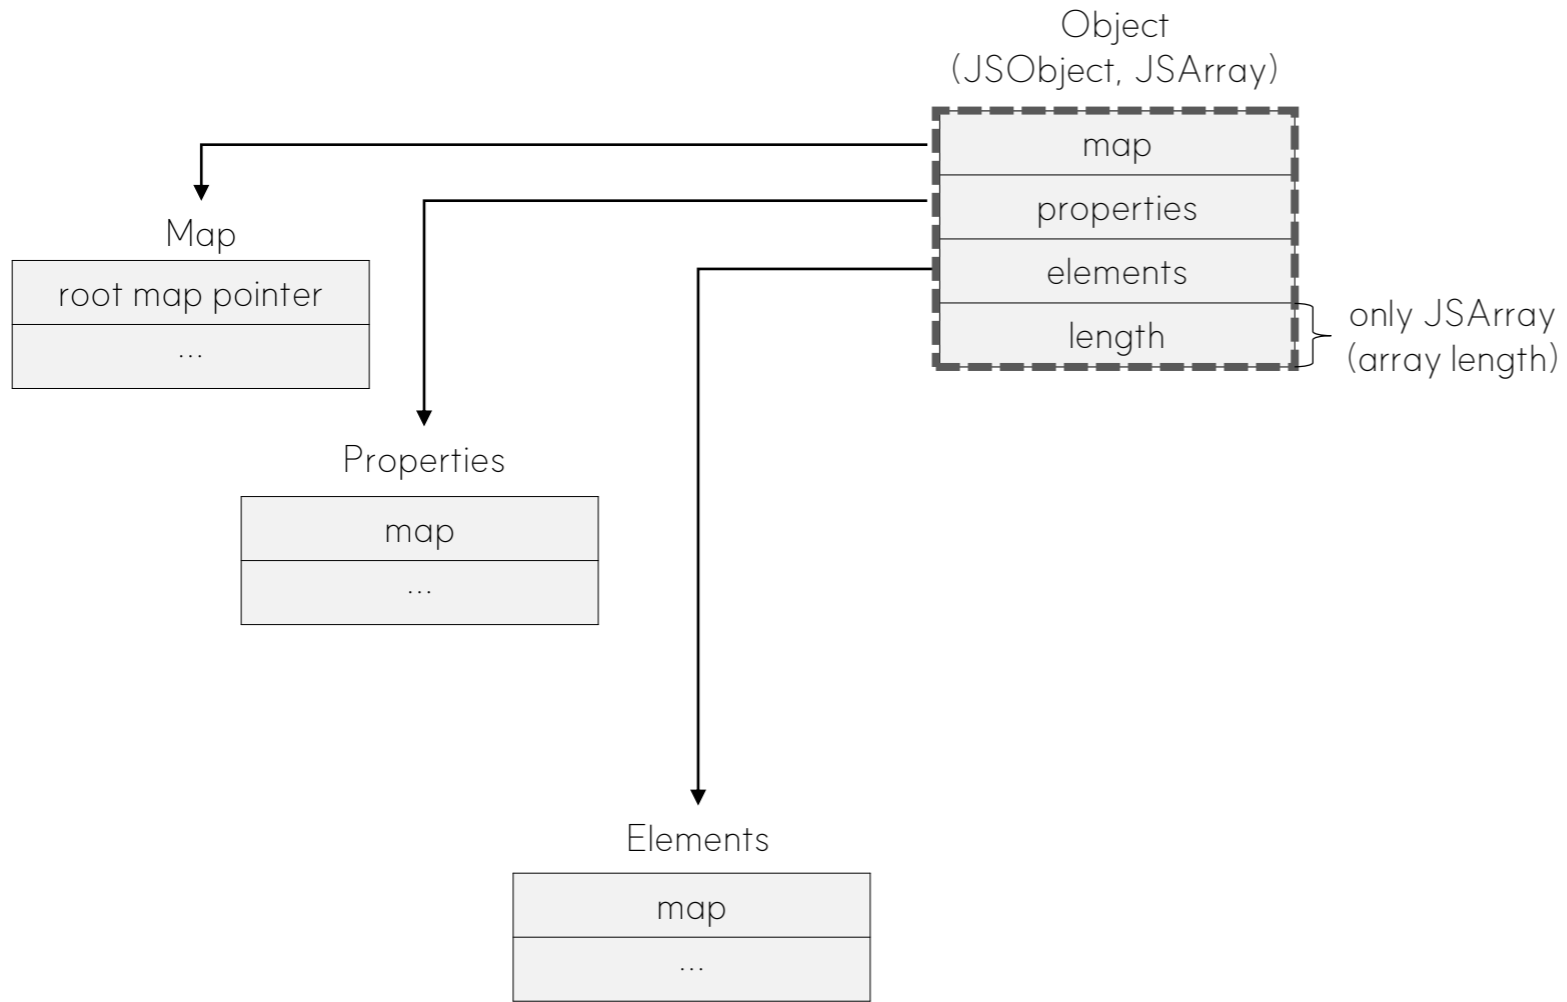 Object
(JSObject, JSArray)
map
properties
elements
length
only JSArray
(array length)
Map
root map pointer
...
Properties
map
...
Elements
map
...